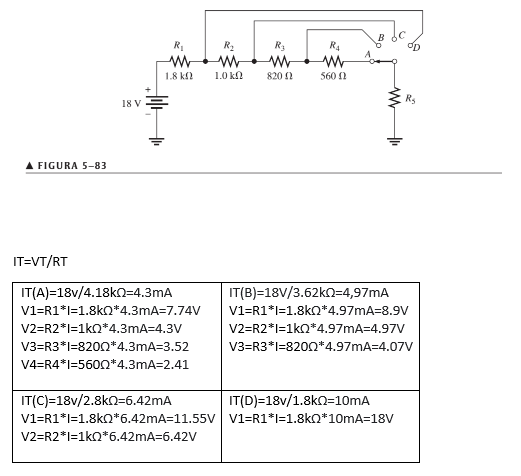 B
C
D
R1
R2
R3
R4
A
1.8 kΩ
1.0 kΩ
820 Ω
560 Ω
+
18 V
–
R5
▲ FIGURA 5–83
IT=VT/RT
IT(A)=18v/4.18kΩ=4.3mA
V1=R1*I=1.8kΩ*4.3mA=7.74V
V2=R2*I=1kΩ*4.3mA=4.3V
V3=R3*I=820Ω*4.3mA=3.52
V4=R4*I=560Ω*4.3mA=2.41
IT(B)=18V/3.62kΩ=4,97mA
V1=R1*I=1.8kΩ*4.97mA=8.9V
V2=R2*I=1kΩ*4.97mA=4.97V
V3=R3*I=820Ω*4.97mA=4.07V
IT(C)=18v/2.8kΩ=6.42mA
V1=R1*I=1.8kΩ*6.42mA=11.55V
V2=R2*I=1kΩ*6.42mA=6.42V
IT(D)=18v/1.8kΩ=10mA
V1=R1*I=1.8kΩ*10mA=18V